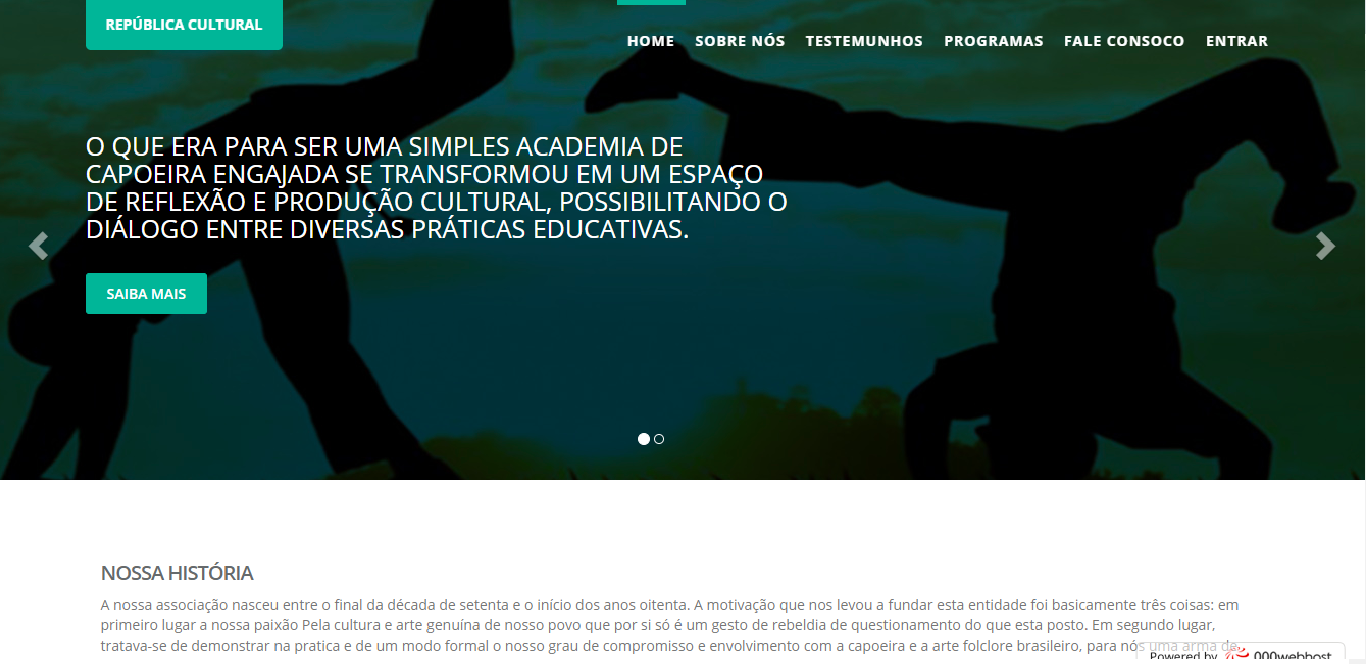 REPÚBLICA CULTURAL
HOME SOBRE NÓS TESTEMUNHOS PROGRAMAS FALE CONSOCO ENTRAR
O QUE ERA PARA SER UMA SIMPLES ACADEMIA DE
CAPOEIRA ENGAJADA SE TRANSFORMOU EM UM ESPAÇO
DE REFLEXÃO E PRODUÇÃO CULTURAL, POSSIBILITANDO O
DIÁLOGO ENTRE DIVERSAS PRÁTICAS EDUCATIVAS.
SAIBA MAIS
NOSSA HISTÓRIA
A nossa associação nasceu entre o final da década de setenta e o início dos anos oitenta. A motivação que nos levou a fundar esta entidade foi basicamente três coisas: em
primeiro lugar a nossa paixão Pela cultura e arte genuína de nosso povo que por si só é um gesto de rebeldia de questionamento do que esta posto. Em segundo lugar,
tratava-se de demonstrar na pratica e de um modo formal o nosso grau de compromisso e envolvimento com a capoeira e a arte folclore brasileiro, para nós uma arma de
Powered by 000webhost